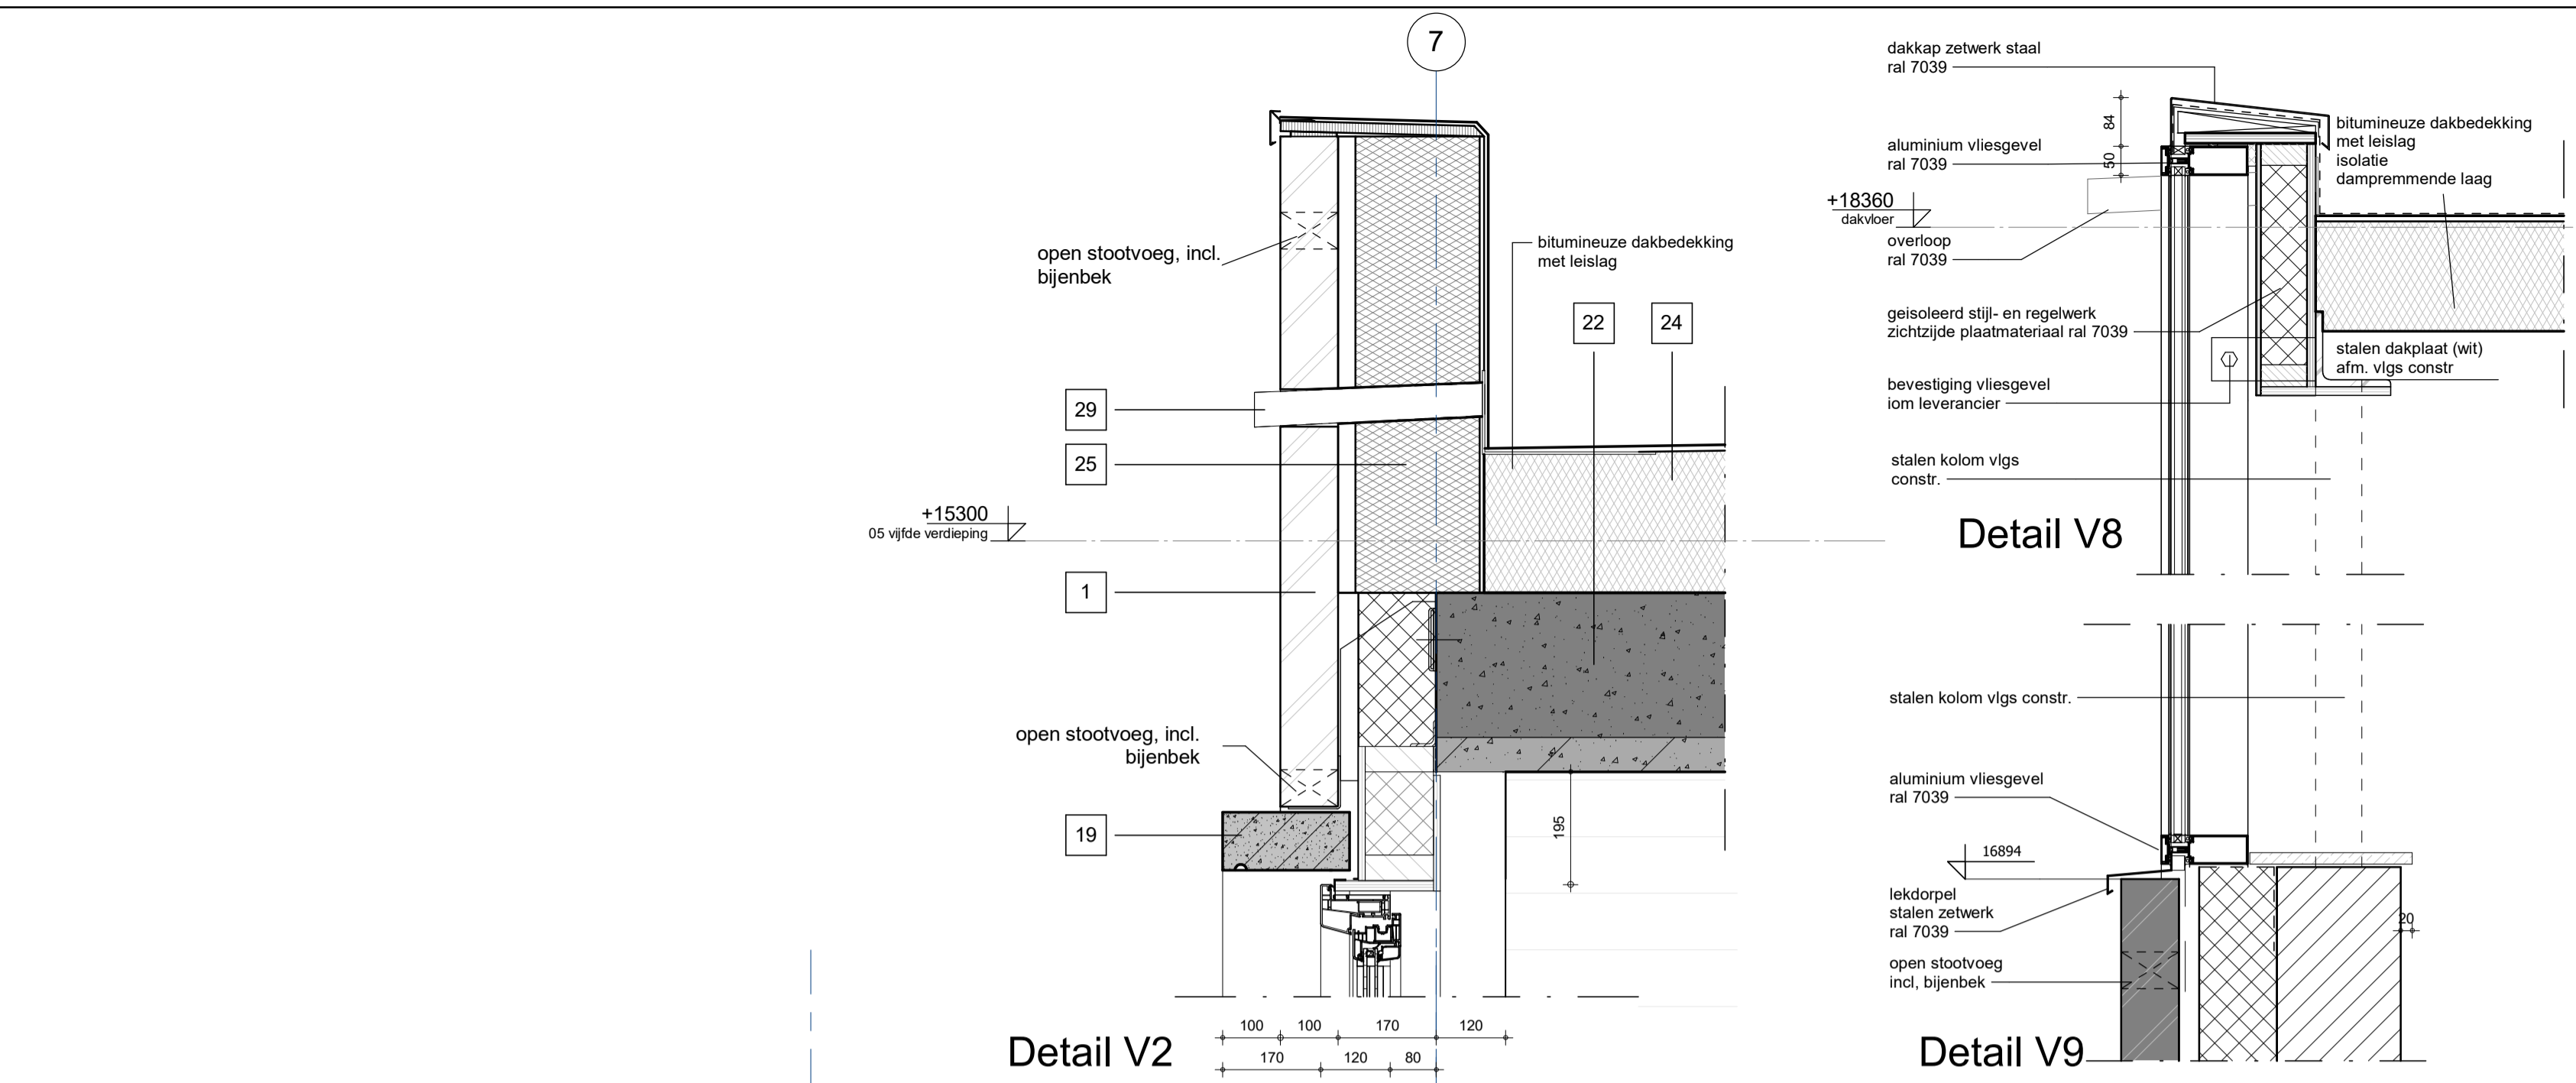 7
open stootvoeg, incl.
bijenbek
bitumineuze dakbedekking
met leislag
22
24
29
25
+15300
05 vijfde verdieping
1
open stootvoeg, incl.
bijenbek
19
195
100
100
170
120
170
120
80
Detail V2
dakkap zetwerk staal
ral 7039
84
50
aluminium vliesgevel
ral 7039
bitumineuze dakbedekking
met leislag
isolatie
dampremmende laag
+18360
dakvloer
overloop
ral 7039
geisoleerd stijl- en regelwerk
zichtzijde plaatmateriaal ral 7039
stalen dakplaat (wit)
afm. vlgs constr
bevestiging vliesgevel
iom leverancier
stalen kolom vlgs
constr.
Detail V8
stalen kolom vlgs constr.
aluminium vliesgevel
ral 7039
16894
lekdorpel
stalen zetwerk
ral 7039
20
open stootvoeg
incl, bijenbek
Detail V9